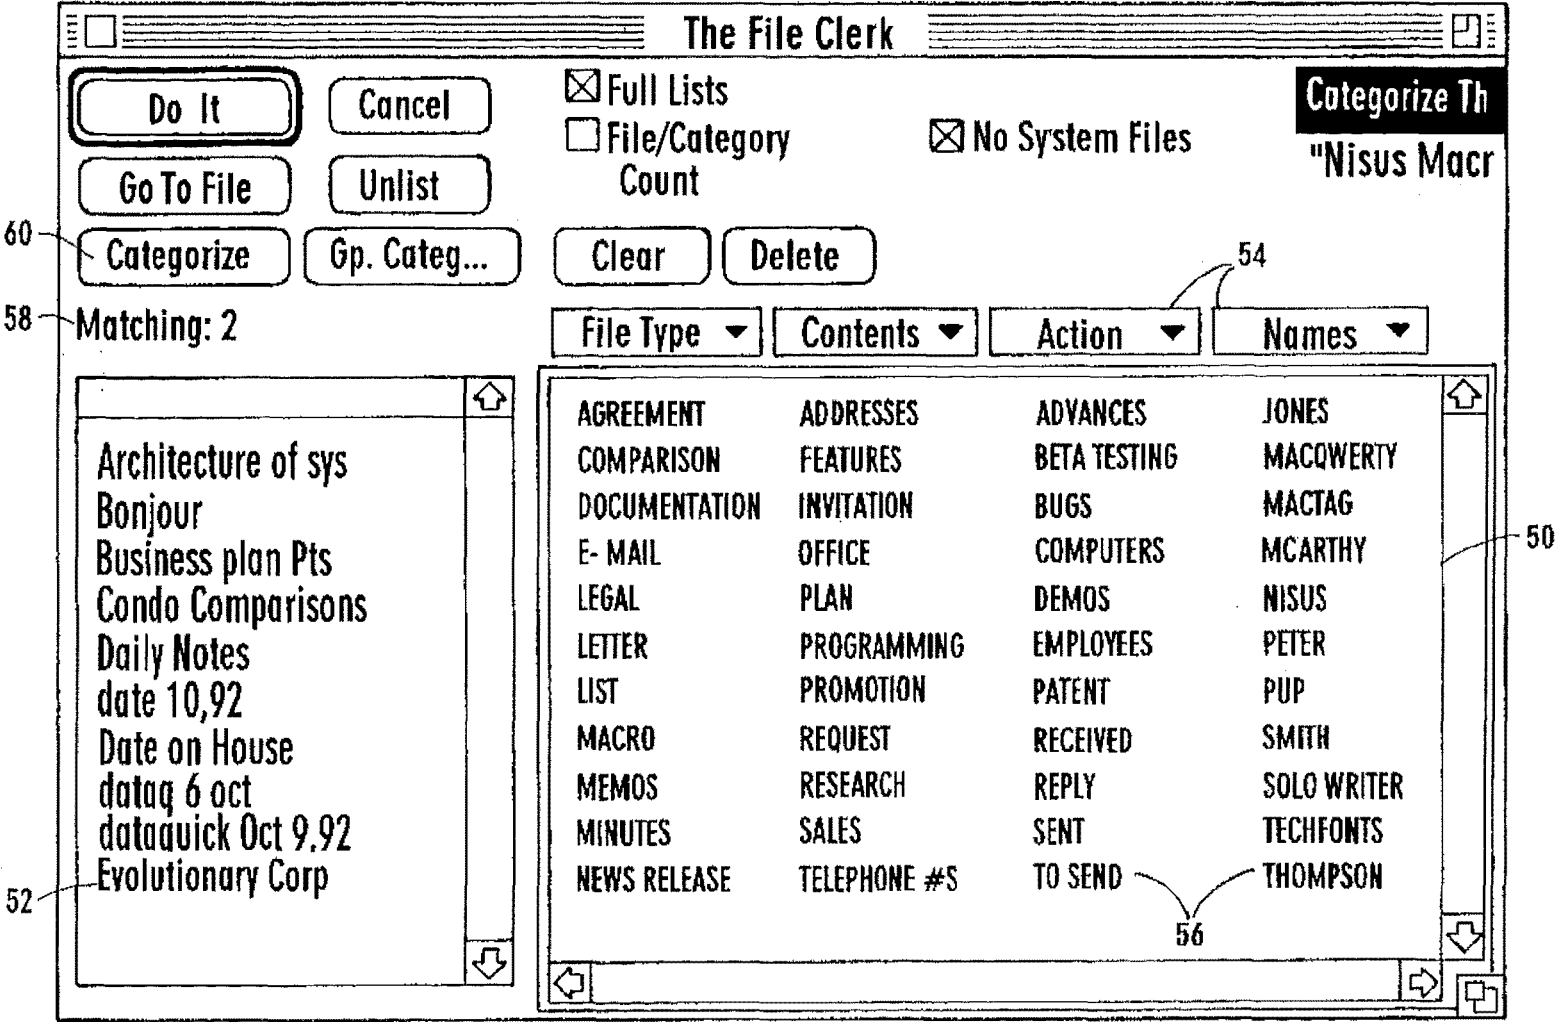 The File Clerk
Do It
Cancel
Full Lists
Categorize Th
File/Category
Count
No System Files
"Nisus Macr
Go To File
Unlist
60
Categorize
Gp. Categ...
Clear
Delete
54
58
Matching: 2
File Type
Contents
Action
Names
Architecture of sys
Bonjour
Business plan Pts
Condo Comparisons
Daily Notes
date 10,92
Date on House
dataq 6 oct
dataquick Oct 9,92
Evolutionary Corp
52
AGREEMENT ADDRESSES ADVANCES JONES
COMPARISON FEATURES BETA TESTING MACQWERTY
DOCUMENTATION INVITATION BUGS MACTAG
E-MAIL OFFICE COMPUTERS MCARTHY
50
LEGAL PLAN DEMOS NISUS
LETTER PROGRAMMING EMPLOYEES PETER
LIST PROMOTION PATENT PUP
MACRO REQUEST RECEIVED SMITH
MEMOS RESEARCH REPLY SOLO WRITER
MINUTES SALES SENT TECHFONTS
NEWS RELEASE TELEPHONE #S TO SEND THOMPSON
56